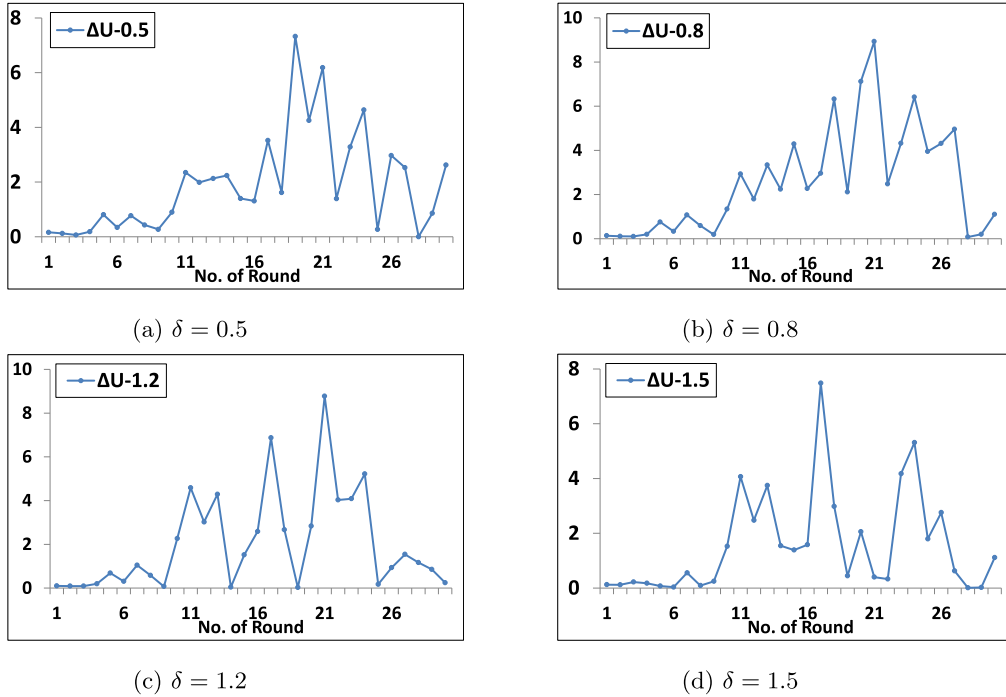 ΔU-0.5
8
6
4
2
0
1 6 11 16 21 26
No. of Round
(a) δ = 0.5
ΔU-0.8
10
8
6
4
2
0
1 6 11 16 21 26
No. of Round
(b) δ = 0.8
ΔU-1.2
10
8
6
4
2
0
1 6 11 16 21 26
No. of Round
(c) δ = 1.2
ΔU-1.5
8
6
4
2
0
1 6 11 16 21 26
No. of Round
(d) δ = 1.5